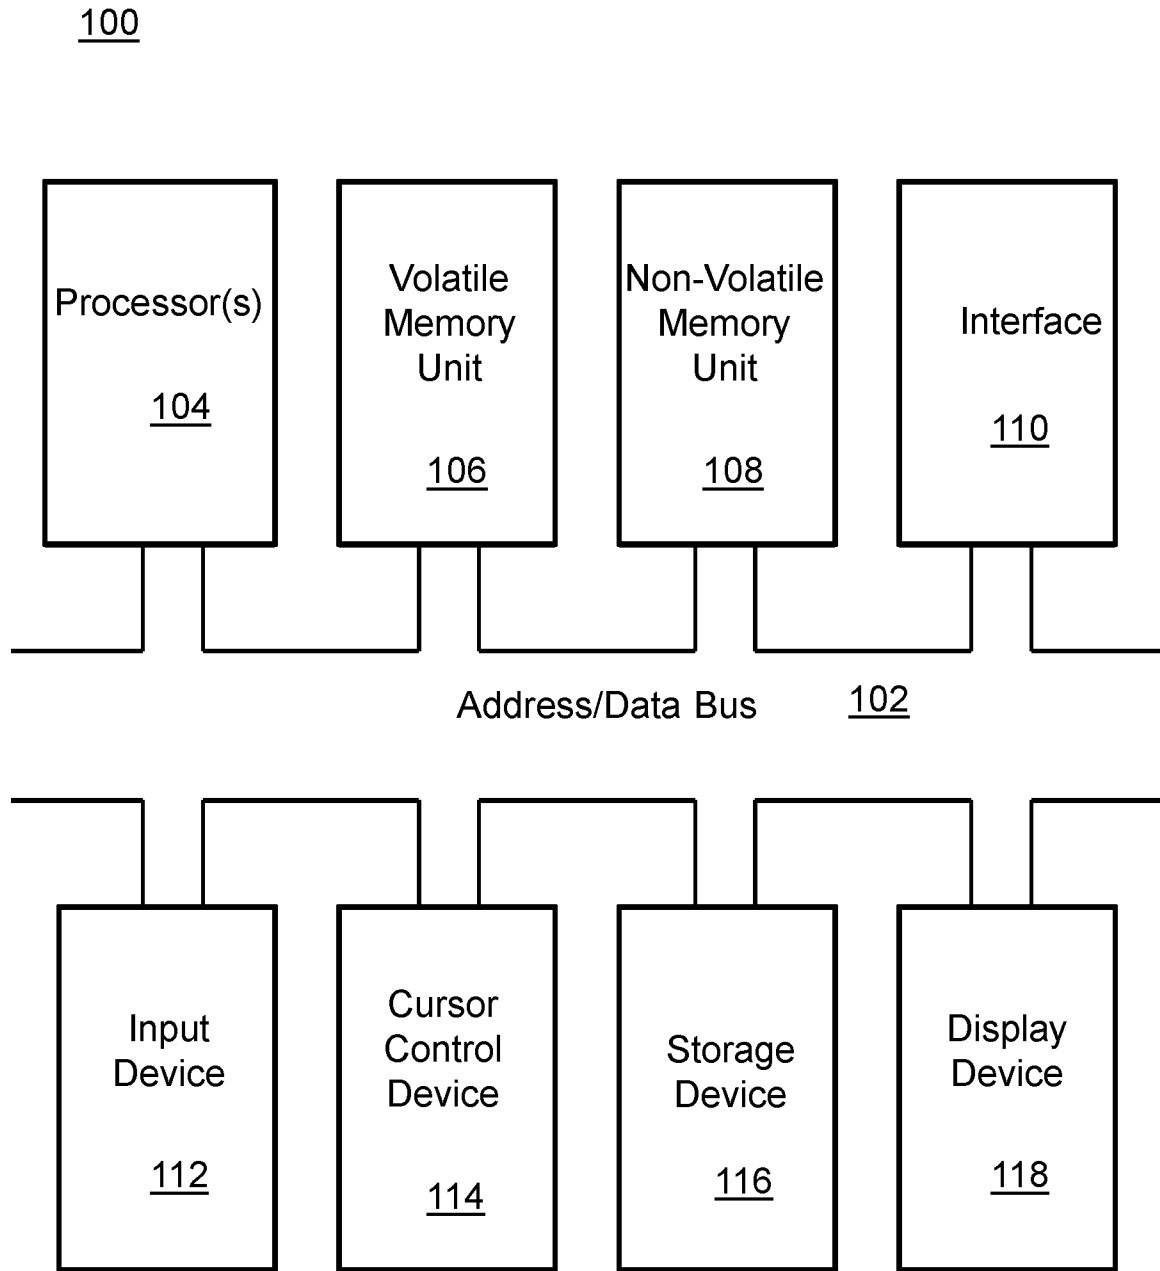 100
Processor(s)
104
Volatile
Memory
Unit
106
Non-Volatile
Memory
Unit
108
Interface
110
Address/Data Bus 102
Input
Device
112
Cursor
Control
Device
114
Storage
Device
116
Display
Device
118